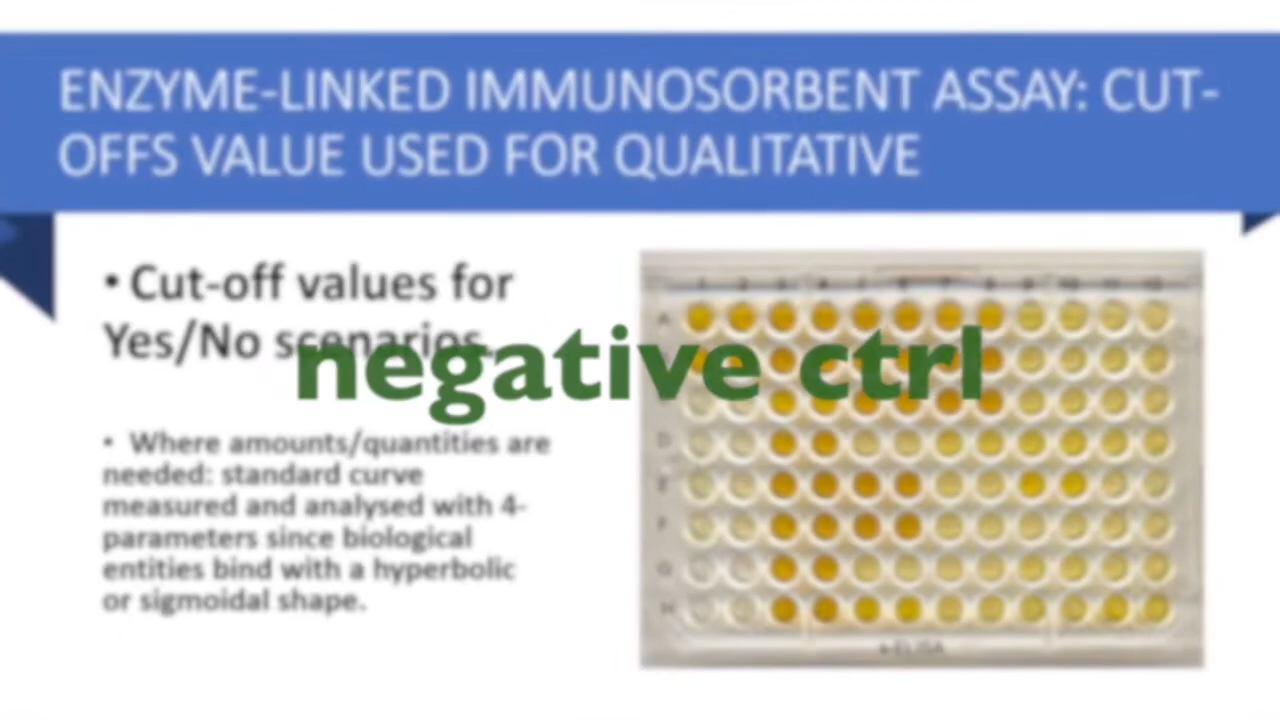 ENZYME-LINKED IMMUNOSORBENT ASSAY: CUT-
OFFS VALUE USED FOR QUALITATIVE
• Cut-off values for
Yes/No scenarios.
negative ctrl
• Where amounts/quantities are
needed: standard curve
measured and analysed with 4-
parameters since biological
entities bind with a hyperbolic
or sigmoidal shape.